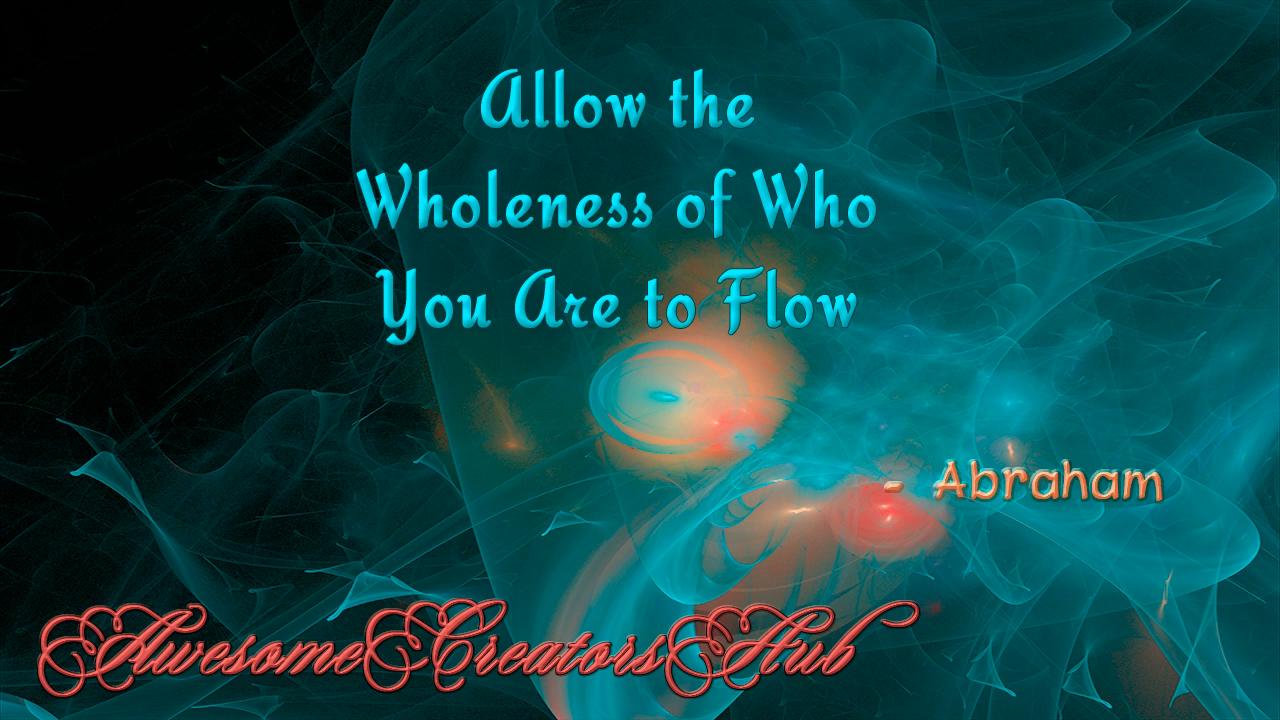 Allow the
Wholeness of Who
You Are to Flow
- Abraham
AwesomeCreatorsHub